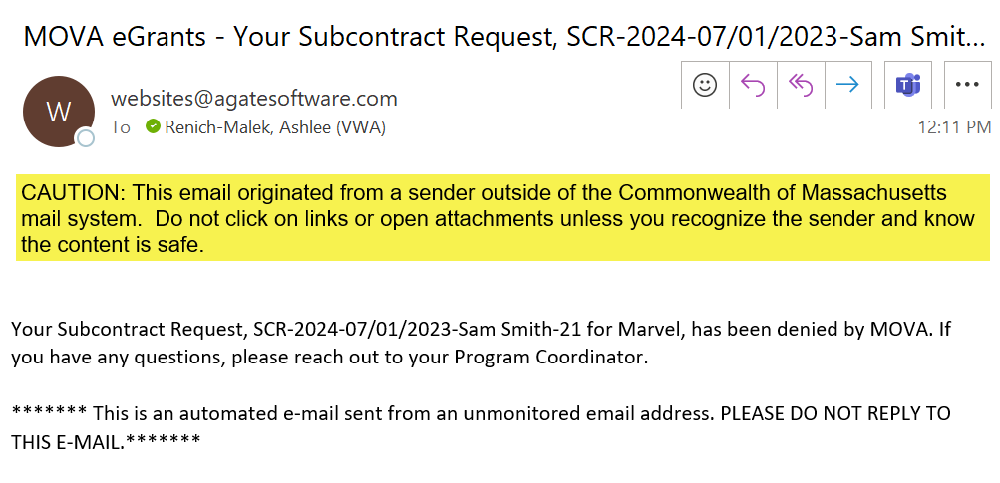 MOVA eGrants - Your Subcontract Request, SCR-2024-07/01/2023-Sam Smit...
W
websites@agatesoftware.com
To Renich-Malek, Ashlee (VWA)
12:11 PM
CAUTION: This email originated from a sender outside of the Commonwealth of Massachusetts
mail system. Do not click on links or open attachments unless you recognize the sender and know
the content is safe.
Your Subcontract Request, SCR-2024-07/01/2023-Sam Smith-21 for Marvel, has been denied by MOVA. If
you have any questions, please reach out to your Program Coordinator.
******* This is an automated e-mail sent from an unmonitored email address. PLEASE DO NOT REPLY TO
THIS E-MAIL.*******